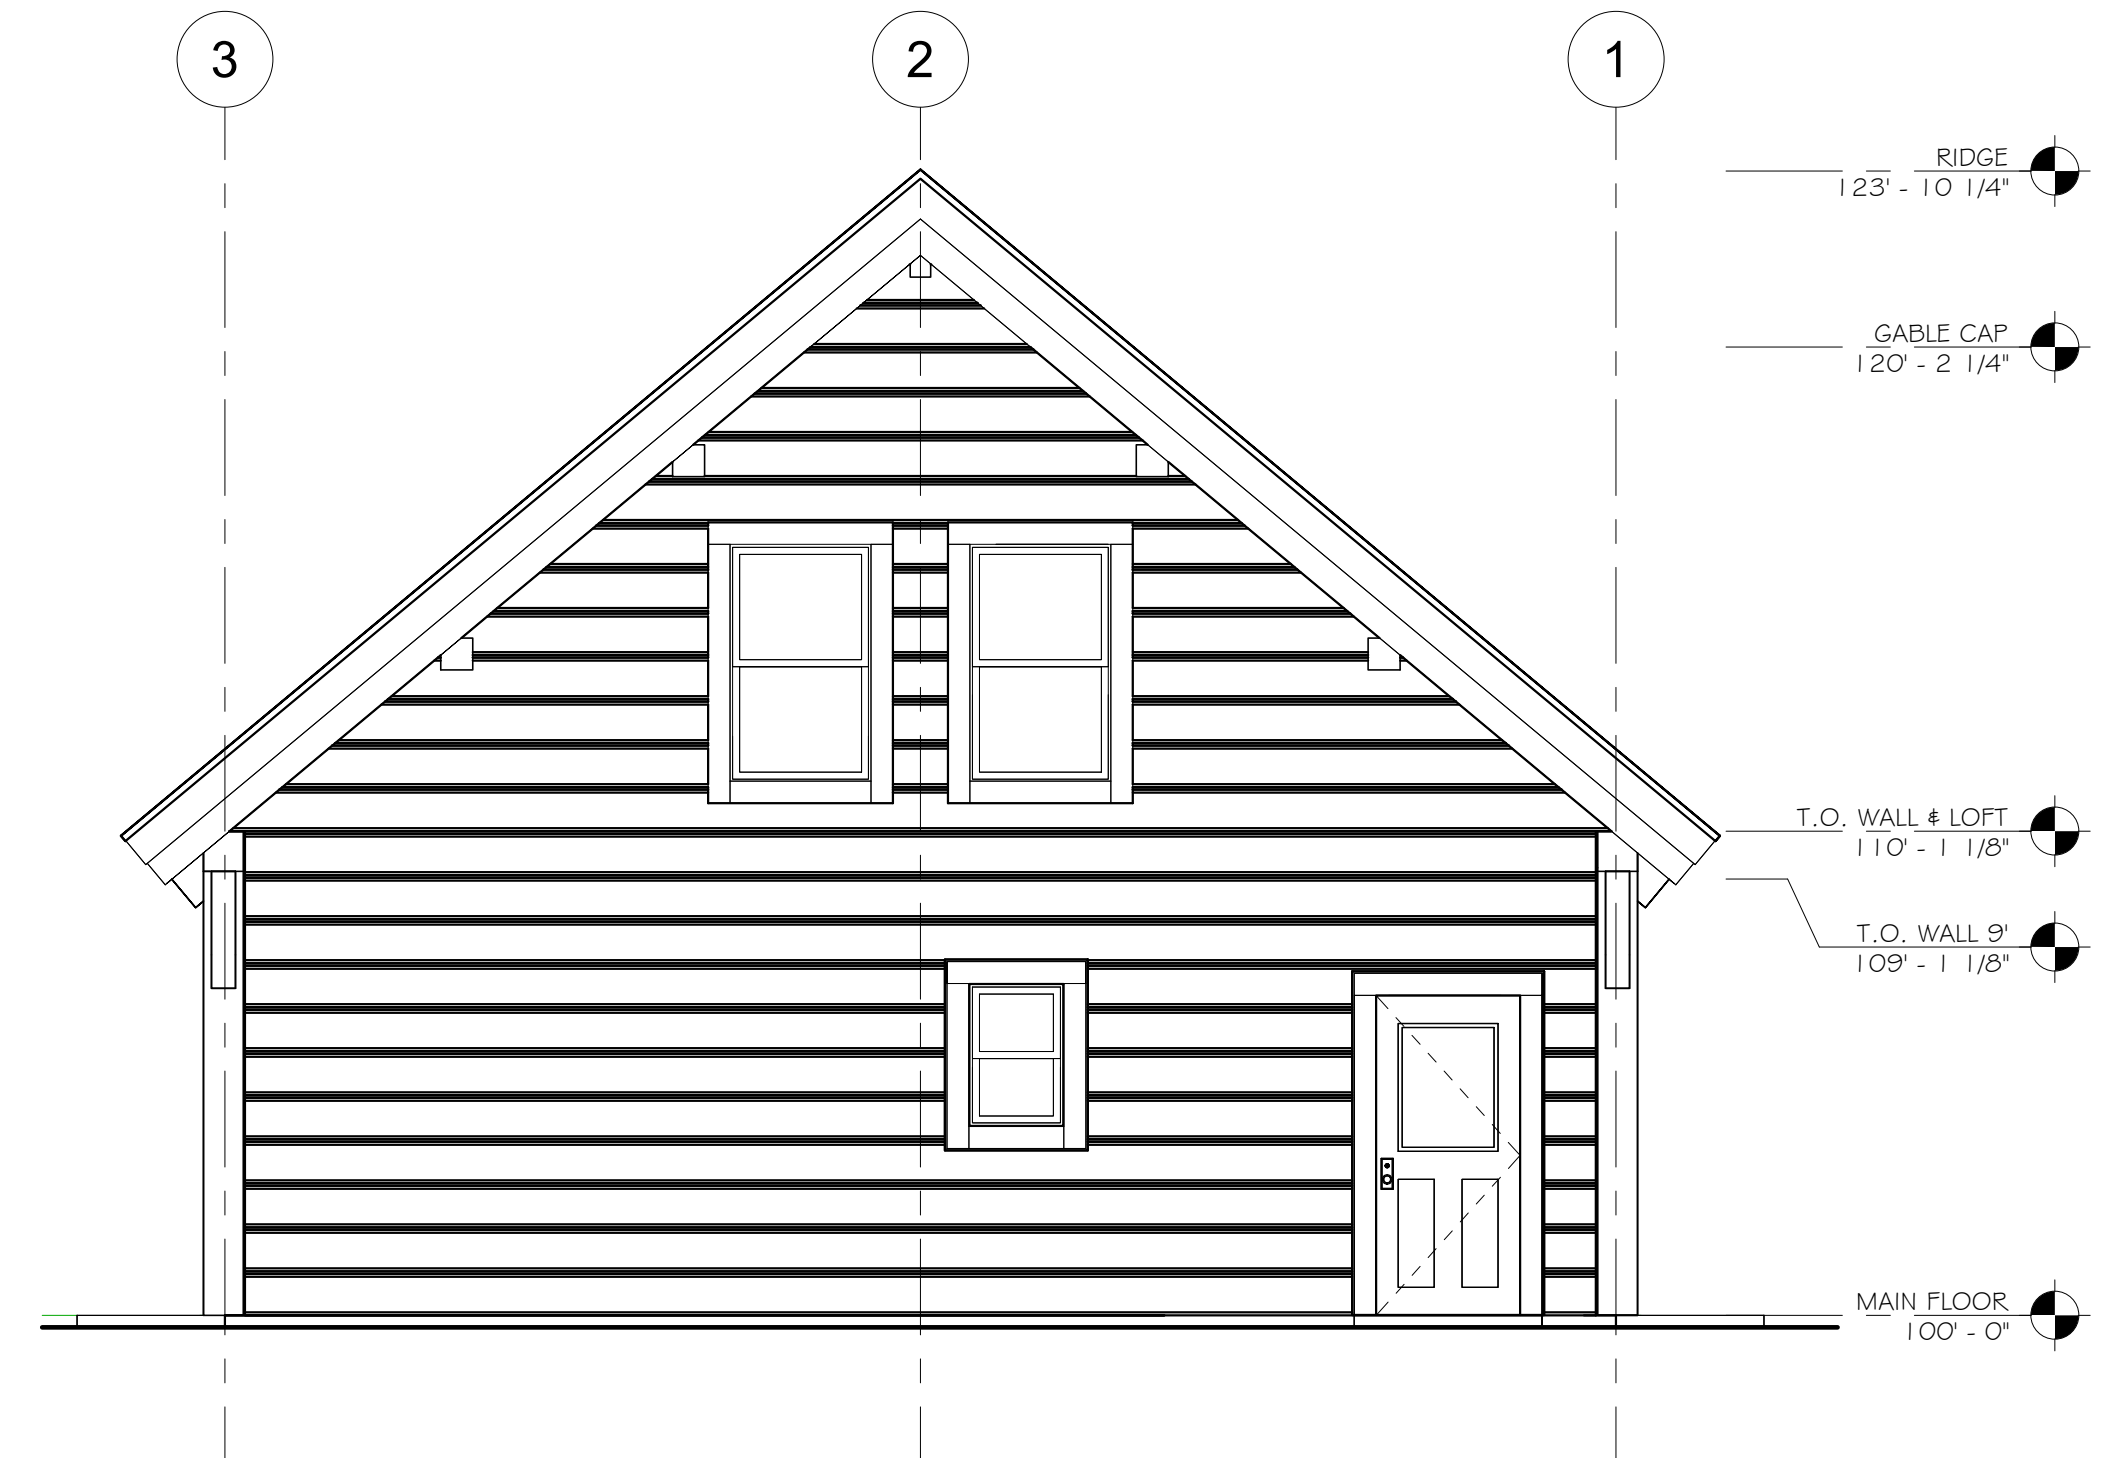 3
2
1
RIDGE
123' - 10 1/4"
GABLE CAP
120' - 2 1/4"
T.O. WALL & LOFT
110' - 1 1/8"
T.O. WALL 9'
109' - 1 1/8"
MAIN FLOOR
100' - 0"